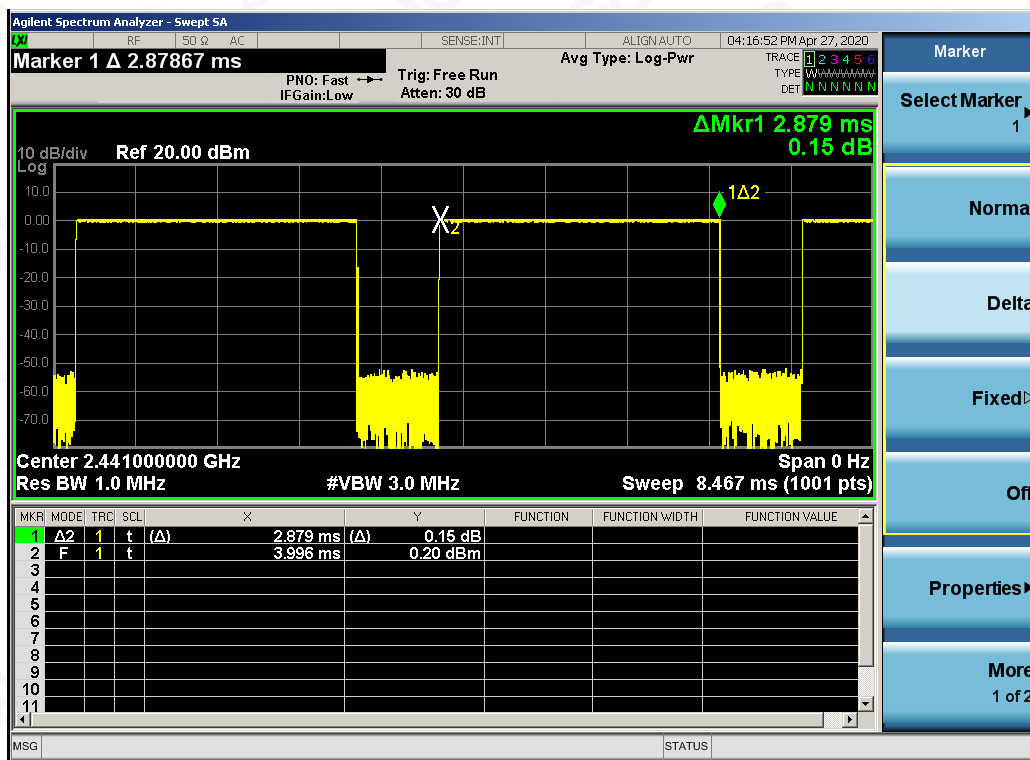 Agilent Spectrum Analyzer - Swept SA
LXI RF 50 Ω AC SENSE:INT ALIGN AUTO 04:16:52 PM Apr 27, 2020
Marker 1 Δ 2.87867 ms
PNO: Fast
IFGain:Low
Trig: Free Run
Atten: 30 dB
Avg Type: Log-Pwr
TRACE 1 2 3 4 5 6
TYPE WWWWWW
DET N N N N N N
ΔMkr1 2.879 ms
0.15 dB
10 dB/div Ref 20.00 dBm
Log
10.0
0.00
-10.0
-20.0
-30.0
-40.0
-50.0
-60.0
-70.0
X2
1Δ2
Center 2.441000000 GHz Span 0 Hz
Res BW 1.0 MHz #VBW 3.0 MHz Sweep 8.467 ms (1001 pts)
MKR MODE TRC SCL X Y FUNCTION FUNCTION WIDTH FUNCTION VALUE
1 Δ2 1 t (Δ) 2.879 ms (Δ) 0.15 dB
2 F 1 t 3.996 ms 0.20 dBm
3
4
5
6
7
8
9
10
11
MSG STATUS
Marker
Select Marker
1
Norma
Delta
Fixed
Off
Properties
More
1 of 2